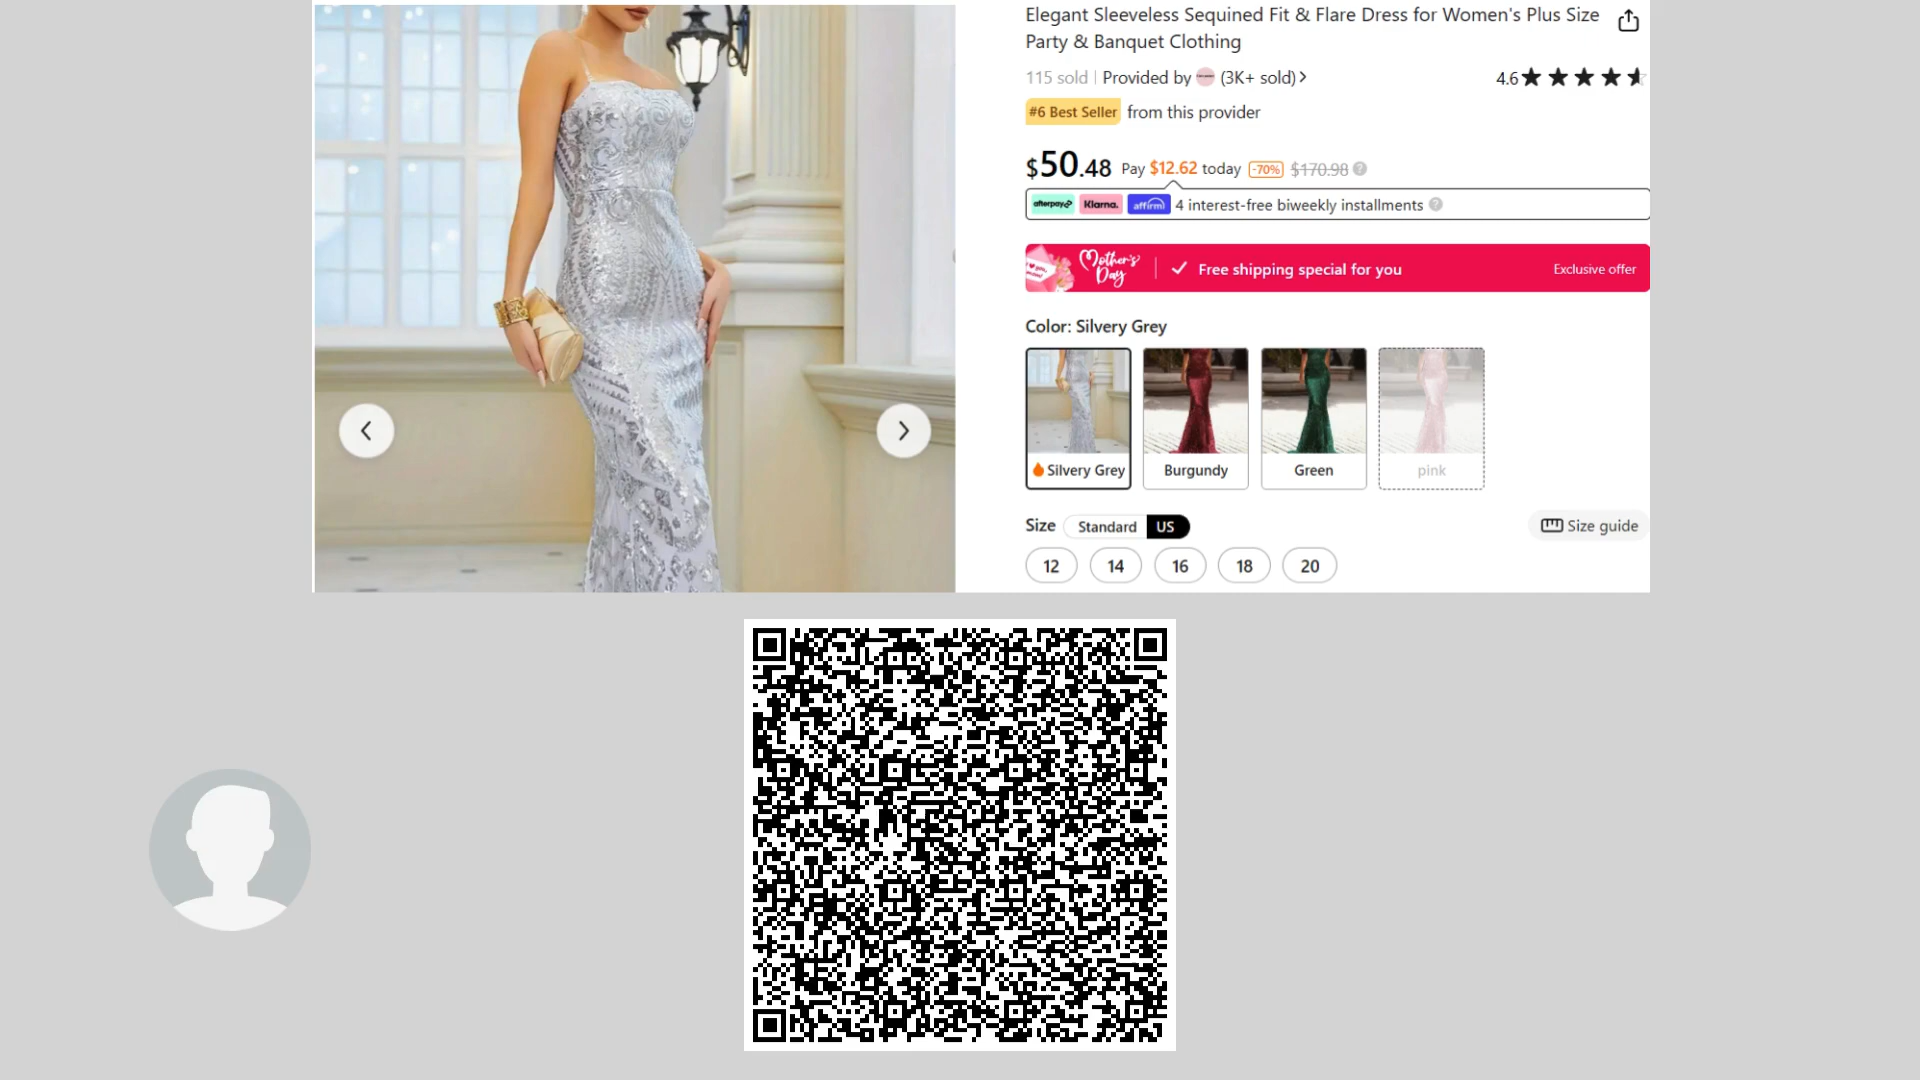 Elegant Sleeveless Sequined Fit & Flare Dress for Women's Plus Size
Party & Banquet Clothing
115 sold | Provided by (3K+ sold) >
4.6
#6 Best Seller from this provider
$50.48 Pay $12.62 today -70% $170.98
afterpay Klarna. affirm 4 interest-free biweekly installments
Mother's Day Free shipping special for you Exclusive offer
Color: Silvery Grey
Silvery Grey Burgundy Green pink
Size Standard US Size guide
12 14 16 18 20